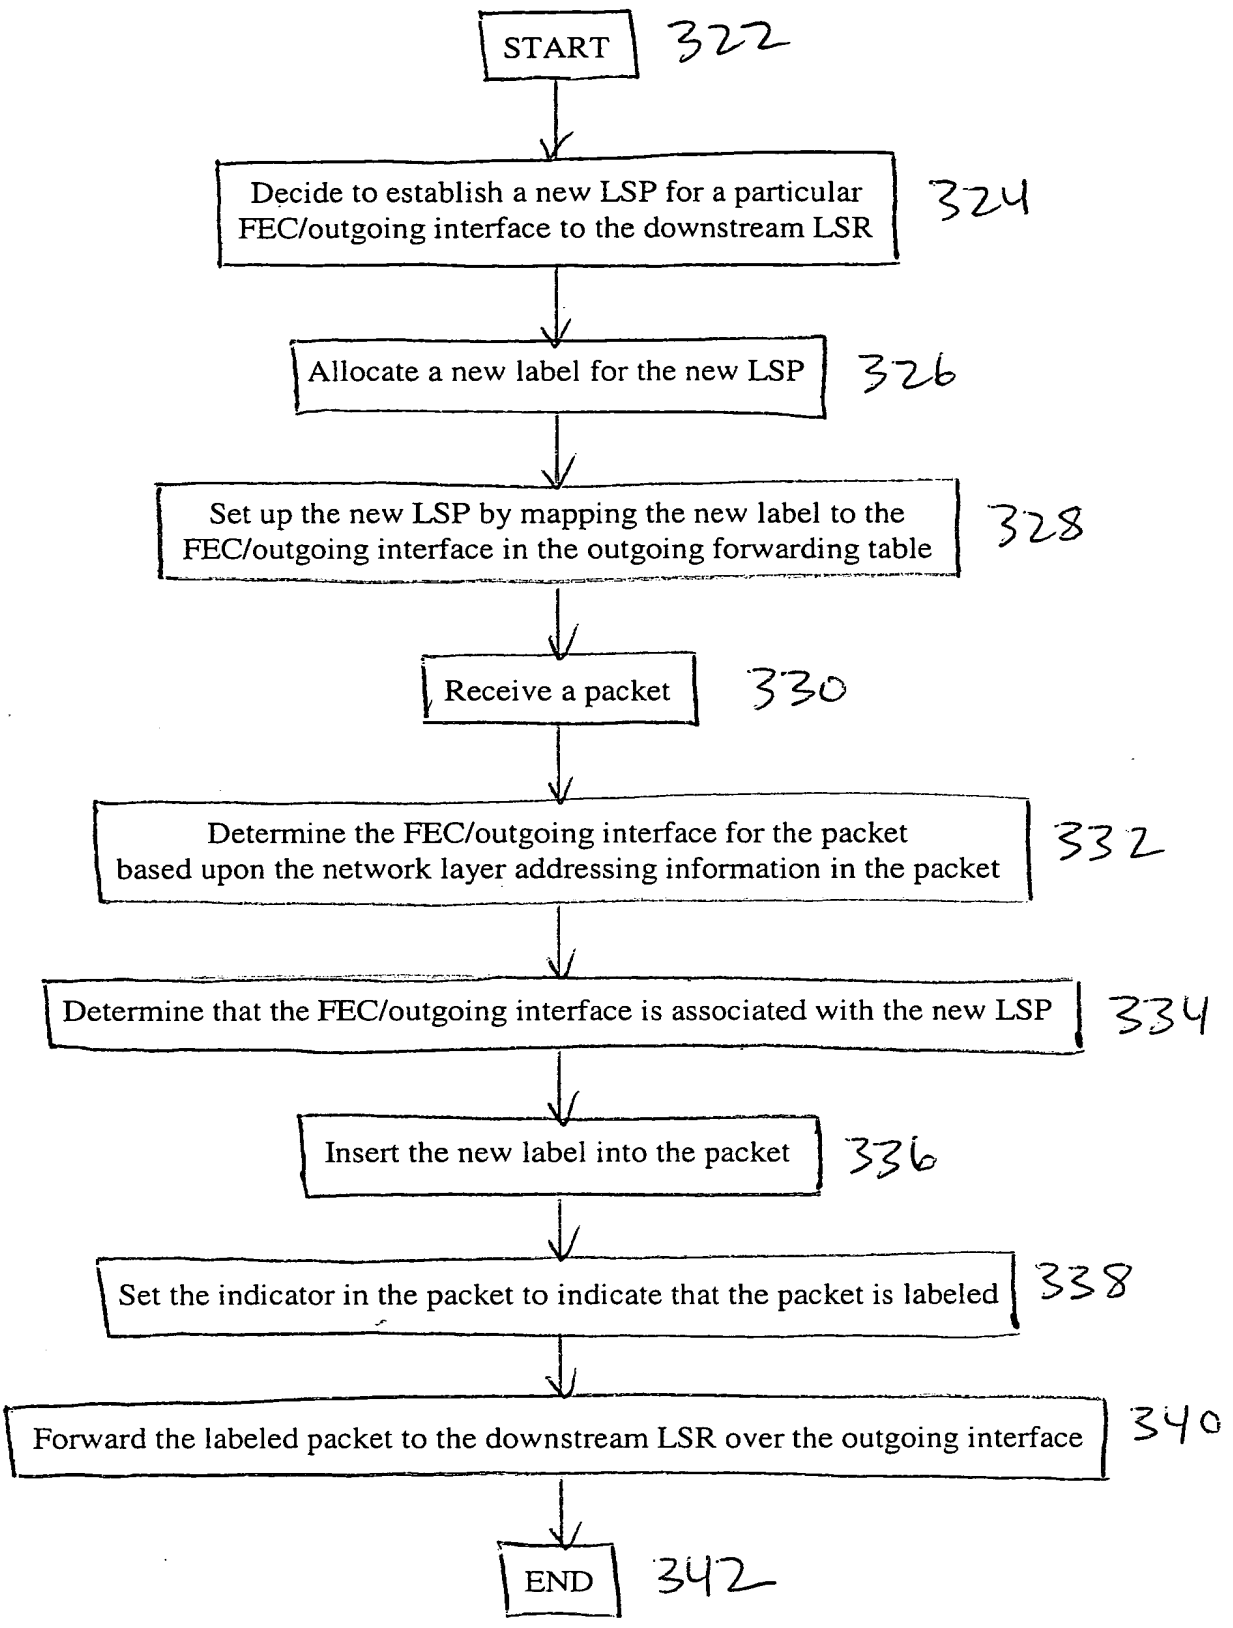 START 322
Decide to establish a new LSP for a particular
FEC/outgoing interface to the downstream LSR 324
Allocate a new label for the new LSP 326
Set up the new LSP by mapping the new label to the
FEC/outgoing interface in the outgoing forwarding table 328
Receive a packet 330
Determine the FEC/outgoing interface for the packet
based upon the network layer addressing information in the packet 332
Determine that the FEC/outgoing interface is associated with the new LSP 334
Insert the new label into the packet 336
Set the indicator in the packet to indicate that the packet is labeled 338
Forward the labeled packet to the downstream LSR over the outgoing interface 340
END 342